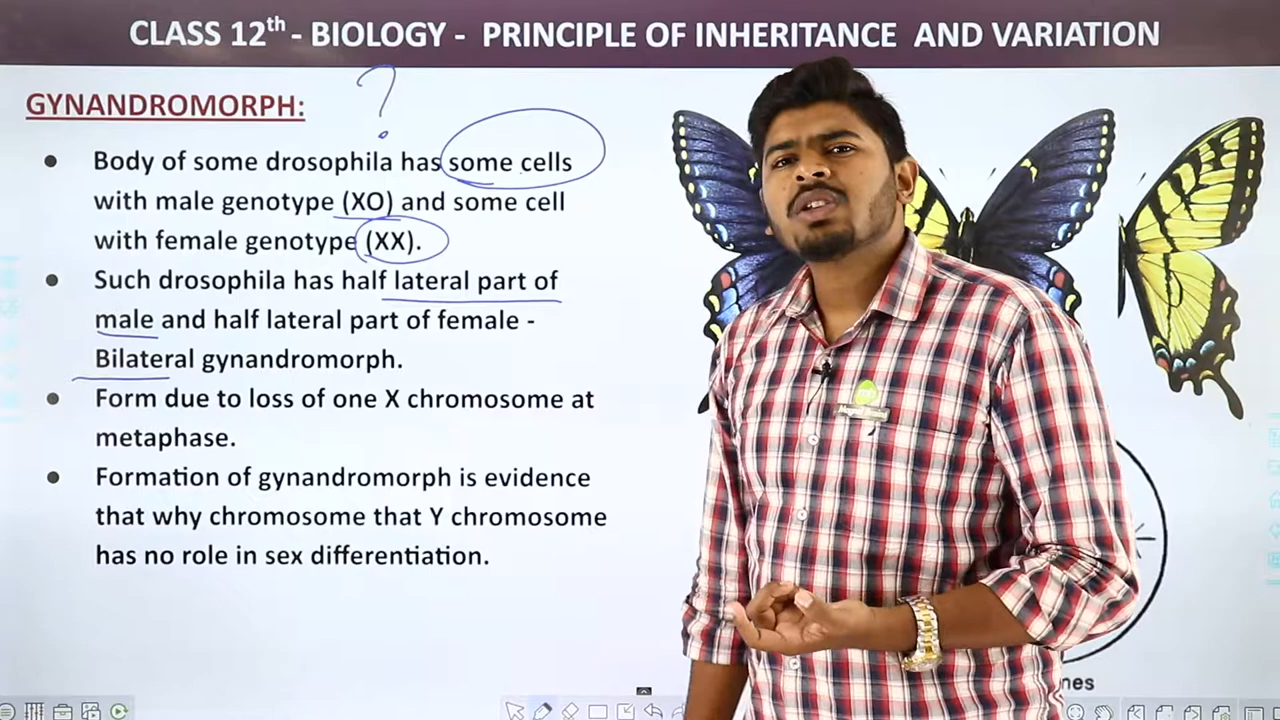 CLASS 12th - BIOLOGY - PRINCIPLE OF INHERITANCE AND VARIATION
GYNANDROMORPH:
?
• Body of some drosophila has some cells
with male genotype (XO) and some cell
with female genotype (XX).
• Such drosophila has half lateral part of
male and half lateral part of female -
Bilateral gynandromorph.
• Form due to loss of one X chromosome at
metaphase.
• Formation of gynandromorph is evidence
that why chromosome that Y chromosome
has no role in sex differentiation.
nes